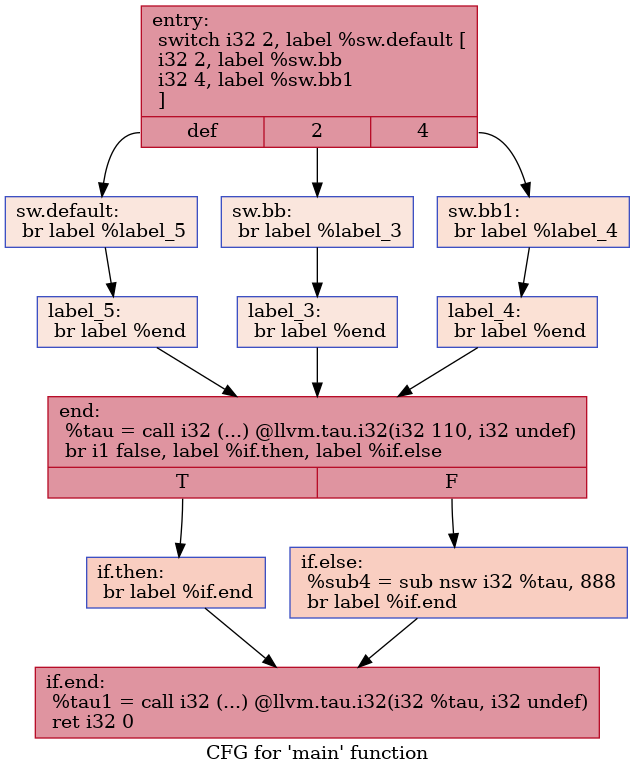 entry:
switch i32 2, label %sw.default [
i32 2, label %sw.bb
i32 4, label %sw.bb1
]
def 2 4
sw.default:
br label %label_5
sw.bb:
br label %label_3
sw.bb1:
br label %label_4
label_5:
br label %end
label_3:
br label %end
label_4:
br label %end
end:
%tau = call i32 (...) @llvm.tau.i32(i32 110, i32 undef)
br i1 false, label %if.then, label %if.else
T F
if.then:
br label %if.end
if.else:
%sub4 = sub nsw i32 %tau, 888
br label %if.end
if.end:
%tau1 = call i32 (...) @llvm.tau.i32(i32 %tau, i32 undef)
ret i32 0
CFG for 'main' function